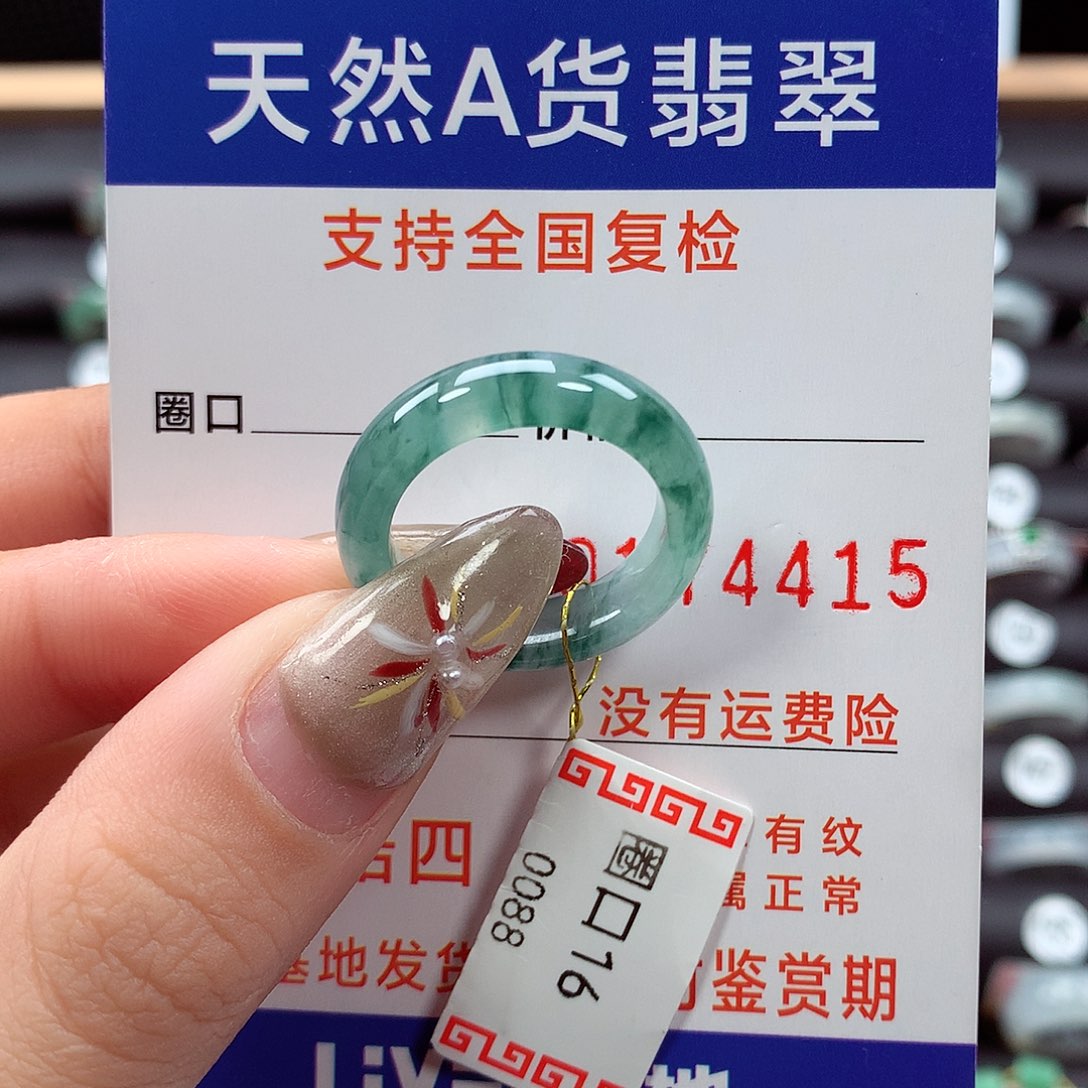 天然A货翡翠
支持全国复检
圈口
4415
没有运费险
四
有纹
属正常
基地发货
鉴赏期
圈口16
0088